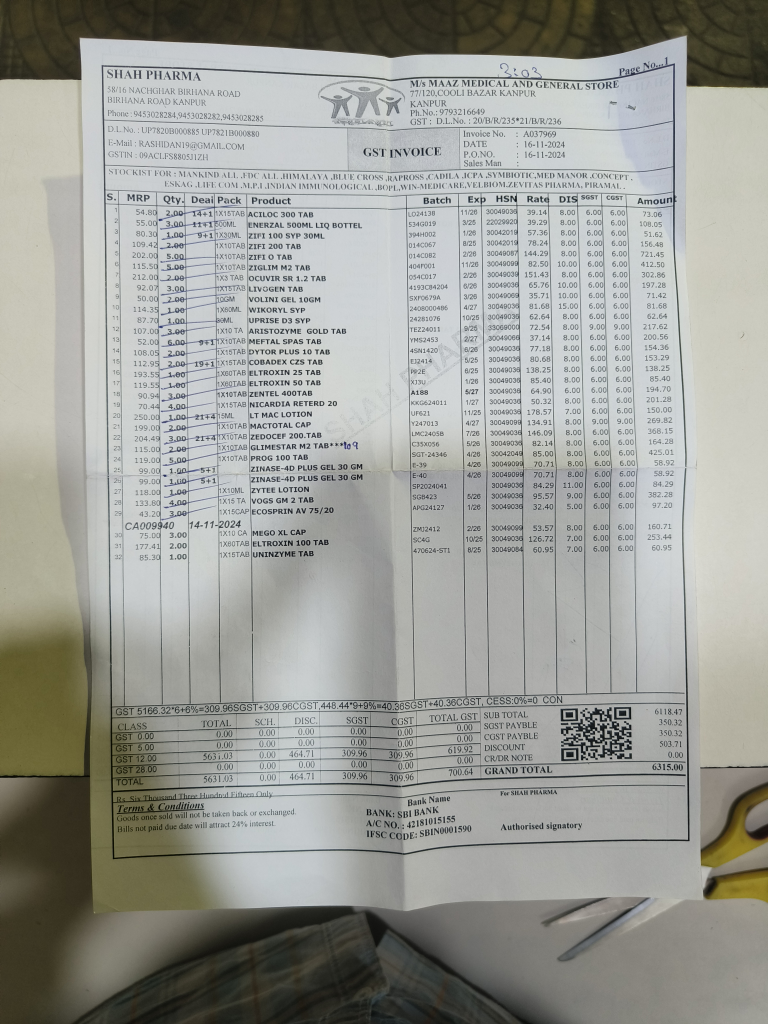 3:03
Page No...1
SHAH PHARMA
58/16 NACHGHAR BIRHANA ROAD
BIRHANA ROAD KANPUR
Phone :9453028284,9453028282,9453028285
D.L.No. : UP7820B000885 UP7821B000880
E-Mail : RASHIDAN19@GMAIL.COM
GSTIN : 09ACLFS8805J1ZH
M/s MAAZ MEDICAL AND GENERAL STORE
77/120,COOLI BAZAR KANPUR
KANPUR
Ph.No.: 9793216649
GST : D.L.No. : 20/B/R/235*21/B/R/236
GST INVOICE
Invoice No. : A037969
DATE : 16-11-2024
P.O.NO. : 16-11-2024
Sales Man :
STOCKIST FOR : MANKIND ALL ,FDC ALL ,HIMALAYA ,BLUE CROSS ,RAPROSS ,CADILA ,JCPA ,SYMBIOTIC,MED MANOR ,CONCEPT ,
ESKAG ,LIFE COM ,M.P.I ,INDIAN IMMUNOLOGICAL ,BOPL,WIN-MEDICARE,VELBIOM,ZEVITAS PHARMA, PIRAMAL .
S. MRP Qty. Deal Pack Product Batch Exp HSN Rate DIS SGST CGST Amount
1 54.80 2.00 14+1 1X15TAB ACILOC 300 TAB LO24138 11/26 30049036 39.14 8.00 6.00 6.00 73.06
2 55.00 3.00 11+1 500ML ENERZAL 500ML LIQ BOTTEL 534G019 3/25 22029920 39.29 8.00 6.00 6.00 108.05
3 80.30 1.00 9+1 1X30ML ZIFI 100 SYP 30ML 394H002 1/26 30042019 57.36 8.00 6.00 6.00 51.62
4 109.42 2.00 1X10TAB ZIFI 200 TAB 014C067 8/25 30042019 78.24 8.00 6.00 6.00 156.48
5 202.00 5.00 1X10TAB ZIFI O TAB 014C082 2/26 30049087 144.29 8.00 6.00 6.00 721.45
6 115.50 5.00 1X10TAB ZIGLIM M2 TAB 404F001 11/26 30049099 82.50 10.00 6.00 6.00 412.50
7 212.00 2.00 1X3 TAB OCUVIR SR 1.2 TAB 054C017 2/26 30049039 151.43 8.00 6.00 6.00 302.86
8 92.07 3.00 1X15TAB LIVOGEN TAB 4193C84204 6/26 30049036 65.76 10.00 6.00 6.00 197.28
9 50.00 2.00 10GM VOLINI GEL 10GM SXF0679A 3/26 30049069 35.71 10.00 6.00 6.00 71.42
10 114.35 1.00 1X60ML WIKORYL SYP 2408000486 4/27 30049036 81.68 15.00 6.00 6.00 81.68
11 87.70 1.00 UPRISE D3 SYP 24281076 10/25 30049036 62.64 8.00 6.00 6.00 62.64
12 107.00 3.00 1X10 TA ARISTOZYME GOLD TAB TEZ24011 9/25 33069000 72.54 8.00 9.00 9.00 217.62
13 52.00 6.00 9+1 1X10TAB MEFTAL SPAS TAB YMS2453 2/27 30049066 37.14 8.00 6.00 6.00 200.56
14 108.05 2.00 1X15TAB DYTOR PLUS 10 TAB 4SN1420 6/26 30049036 77.18 6.00 6.00 6.00 154.36
15 112.95 2.00 19+1 1X15TAB COBADEX CZS TAB EJ2414 5/25 30049036 80.68 8.00 6.00 6.00 153.29
16 193.55 1.00 1X60TAB ELTROXIN 25 TAB 6/26 30049036 138.25 8.00 6.00 6.00 138.25
17 119.55 1.00 1X60TAB ELTROXIN 50 TAB 1/26 30049036 85.40 8.00 6.00 6.00 85.40
18 90.94 3.00 1X10TAB ZENTEL 400TAB A188 5/27 30049036 64.90 8.00 6.00 6.00 194.70
19 70.44 4.00 1X15TAB NICARDIA RETERD 20 KKG624011 1/27 30049036 50.32 8.00 6.00 6.00 201.28
20 250.00 1.00 21+4 15ML LT MAC LOTION UF621 11/25 30049036 178.57 7.00 6.00 6.00 150.00
21 199.00 2.00 1X10TAB MACTOTAL CAP Y247013 4/27 30049099 134.91 8.00 9.00 9.00 269.82
22 204.49 3.00 21+4 1X10TAB ZEDOCEF 200.TAB LMC2405B 7/26 30049036 146.09 8.00 6.00 6.00 368.15
23 115.00 2.00 1X10TAB GLIMESTAR M2 TAB***109 C35X056 5/26 30049036 82.14 8.00 6.00 6.00 164.28
24 119.00 5.00 1X10TAB PROG 100 TAB SGT-24346 4/26 30042049 85.00 8.00 6.00 6.00 425.01
25 99.00 1.00 5+1 ZINASE-4D PLUS GEL 30 GM E-39 4/26 30049099 70.71 8.00 6.00 6.00 58.92
26 99.00 1.00 5+1 ZINASE-4D PLUS GEL 30 GM E-40 4/26 30049099 70.71 8.00 6.00 6.00 58.92
27 118.00 1.00 1X10ML ZYTEE LOTION SP2024041 30049036 84.29 11.00 6.00 6.00 84.29
28 133.80 4.00 1X15 TA VOGS GM 2 TAB SG8423 5/26 30049036 95.57 9.00 6.00 6.00 382.28
29 43.20 3.00 1X15CAP ECOSPRIN AV 75/20 APG24127 1/26 30049036 32.40 5.00 6.00 6.00 97.20
CA009940 14-11-2024
30 75.00 3.00 1X10 CA MEGO XL CAP ZMJ2412 2/26 30049099 53.57 8.00 6.00 6.00 160.71
31 177.41 2.00 1X60TAB ELTROXIN 100 TAB SC4G 10/25 30049036 126.72 7.00 6.00 6.00 253.44
32 85.30 1.00 1X15TAB UNINZYME TAB 470624-ST1 8/25 30049084 60.95 7.00 6.00 6.00 60.95
SHAH PHARMA
GST 5166.32*6+6%=309.96SGST+309.96CGST,448.44*9+9%=40.36SGST+40.36CGST, CESS:0%=0 CON
CLASS TOTAL SCH. DISC. SGST CGST TOTAL GST
GST 0.00 0.00 0.00 0.00 0.00 0.00 0.00
GST 5.00 0.00 0.00 0.00 0.00 0.00 0.00
GST 12.00 5631.03 0.00 464.71 309.96 309.96 619.92
GST 28.00 0.00 0.00 0.00 0.00 0.00 0.00
TOTAL 5631.03 0.00 464.71 309.96 309.96 700.64
SUB TOTAL 6118.47
SGST PAYBLE 350.32
CGST PAYBLE 350.32
DISCOUNT 503.71
CR/DR NOTE 0.00
GRAND TOTAL 6315.00
Rs. Six Thousand Three Hundred Fifteen Only
Terms & Conditions
Goods once sold will not be taken back or exchanged.
Bills not paid due date will attract 24% interest.
Bank Name
BANK: SBI BANK
A/C NO. : 42181015155
IFSC CODE: SBIN0001590
For SHAH PHARMA
Authorised signatory